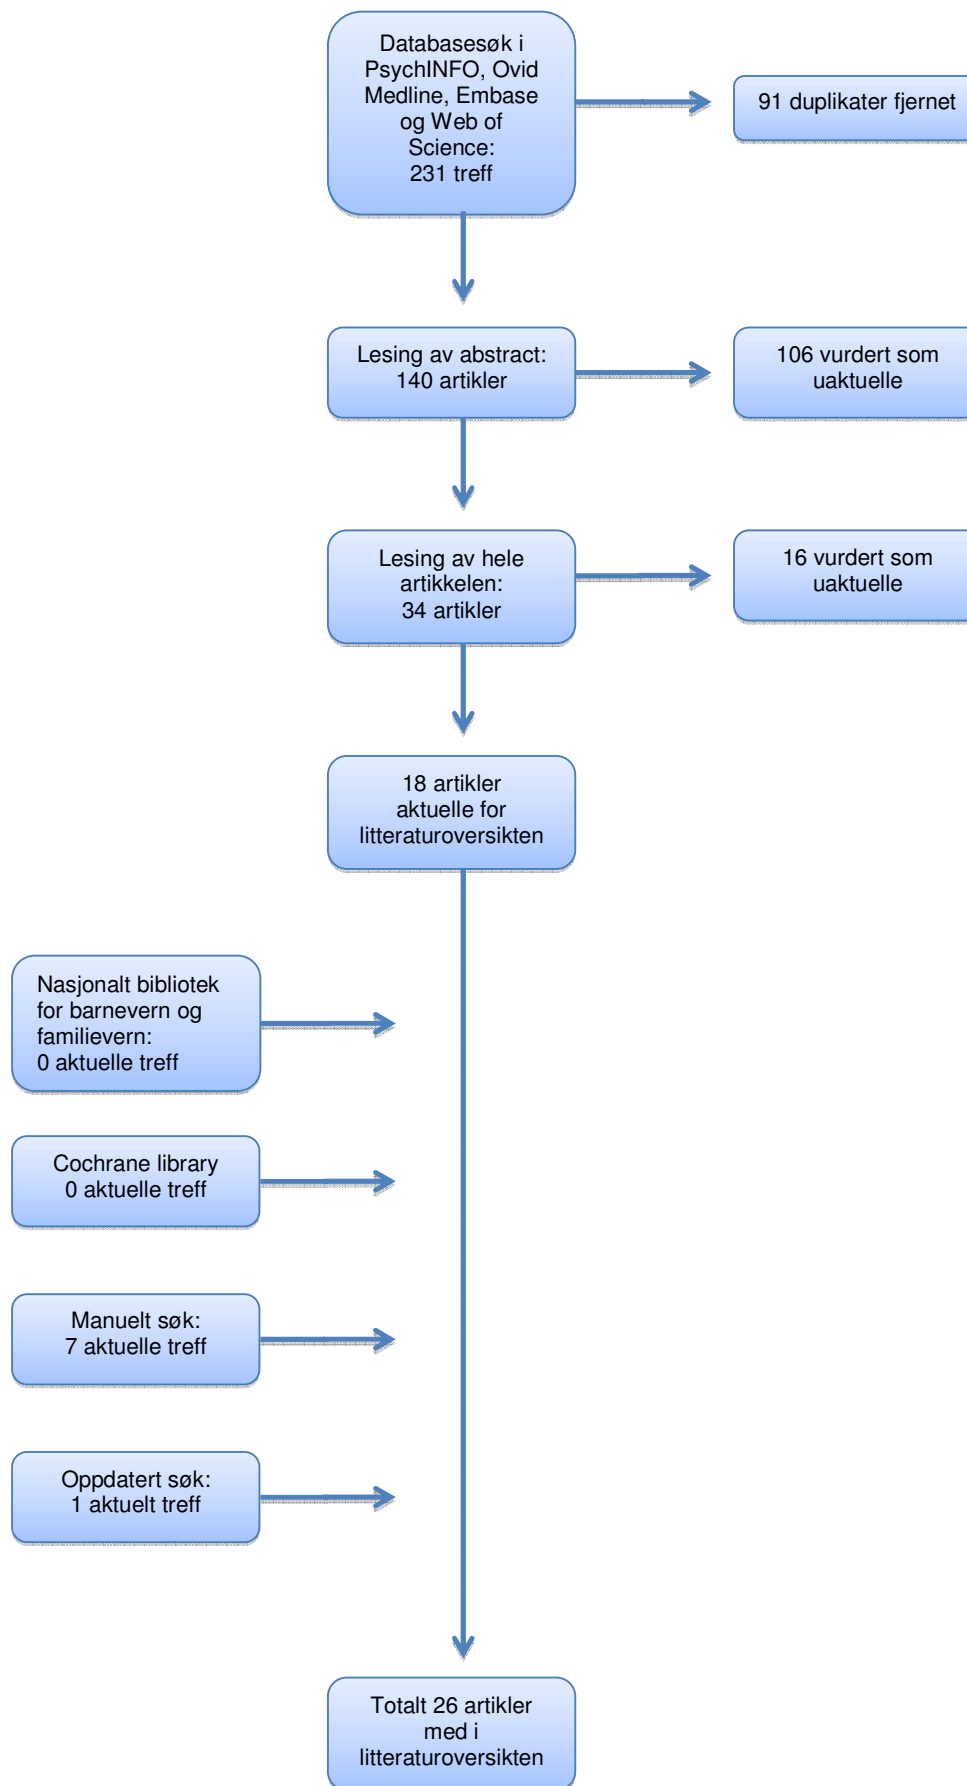 Databasesøk i
PsychINFO, Ovid
Medline, Embase
og Web of
Science:
231 treff
91 duplikater fjernet
Lesing av abstract:
140 artikler
106 vurdert som
uaktuelle
Lesing av hele
artikkelen:
34 artikler
16 vurdert som
uaktuelle
18 artikler
aktuelle for
litteraturoversikten
Nasjonalt bibliotek
for barnevern og
familievern:
0 aktuelle treff
Cochrane library
0 aktuelle treff
Manuelt søk:
7 aktuelle treff
Oppdatert søk:
1 aktuelt treff
Totalt 26 artikler
med i
litteraturoversikten